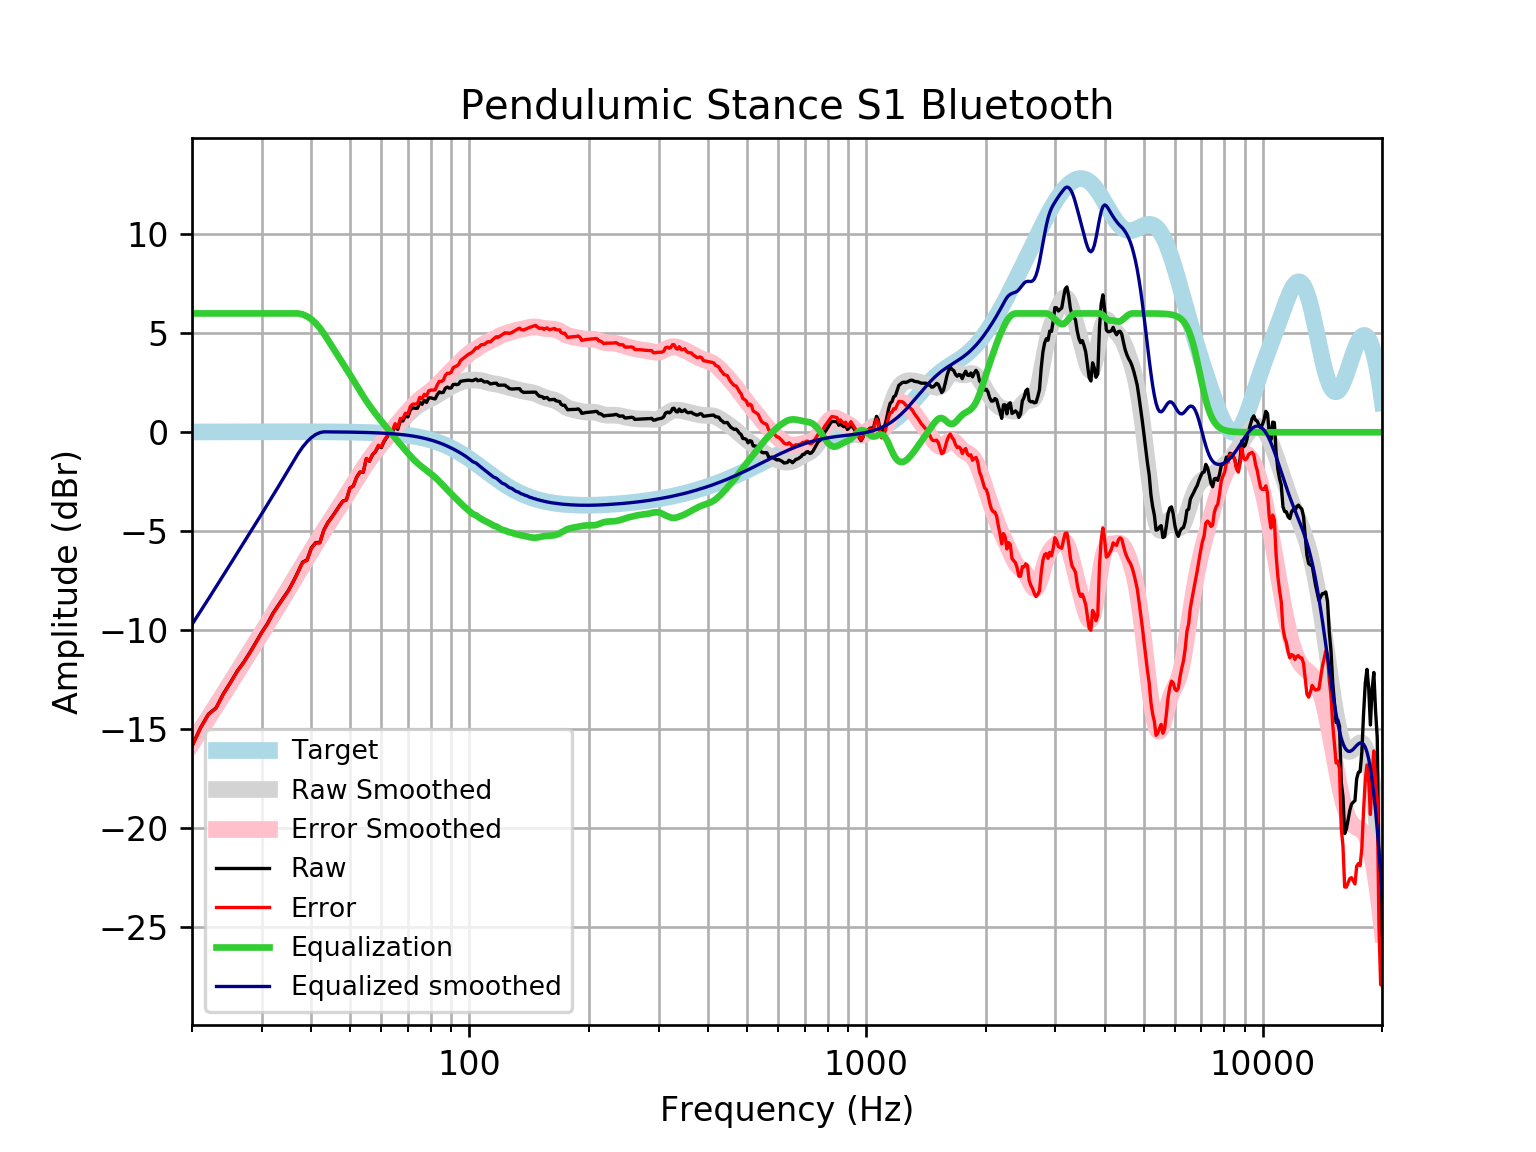 Pendulumic Stance S1 Bluetooth
Amplitude (dBr)
10
5
0
−5
−10
−15
−20
−25
Target
Raw Smoothed
Error Smoothed
Raw
Error
Equalization
Equalized smoothed
100 1000 10000
Frequency (Hz)